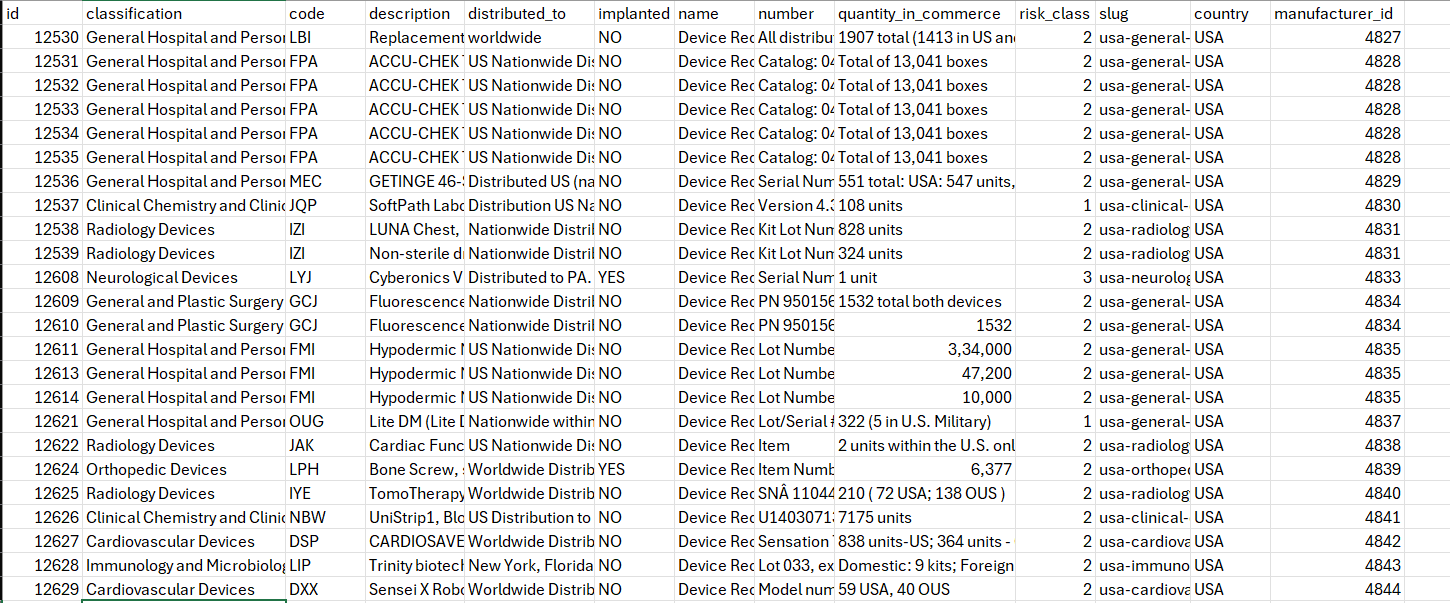 id classification code description distributed_to implanted name number quantity_in_commerce risk_class slug country manufacturer_id
12530 General Hospital and Person LBI Replacement worldwide NO Device Rec All distribu 1907 total (1413 in US an 2 usa-general- USA 4827
12531 General Hospital and Person FPA ACCU-CHEK US Nationwide Dis NO Device Rec Catalog: 04 Total of 13,041 boxes 2 usa-general- USA 4828
12532 General Hospital and Person FPA ACCU-CHEK US Nationwide Dis NO Device Rec Catalog: 04 Total of 13,041 boxes 2 usa-general- USA 4828
12533 General Hospital and Person FPA ACCU-CHEK US Nationwide Dis NO Device Rec Catalog: 04 Total of 13,041 boxes 2 usa-general- USA 4828
12534 General Hospital and Person FPA ACCU-CHEK US Nationwide Dis NO Device Rec Catalog: 04 Total of 13,041 boxes 2 usa-general- USA 4828
12535 General Hospital and Person FPA ACCU-CHEK US Nationwide Dis NO Device Rec Catalog: 04 Total of 13,041 boxes 2 usa-general- USA 4828
12536 General Hospital and Person MEC GETINGE 46- Distributed US (na NO Device Rec Serial Num 551 total: USA: 547 units, 2 usa-general- USA 4829
12537 Clinical Chemistry and Clinic JQP SoftPath Labo Distribution US Na NO Device Rec Version 4.3 108 units 1 usa-clinical- USA 4830
12538 Radiology Devices IZI LUNA Chest, Nationwide Distril NO Device Rec Kit Lot Num 828 units 2 usa-radiolog USA 4831
12539 Radiology Devices IZI Non-sterile d Nationwide Distril NO Device Rec Kit Lot Num 324 units 2 usa-radiolog USA 4831
12608 Neurological Devices LYJ Cyberonics V Distributed to PA. YES Device Rec Serial Num 1 unit 3 usa-neurolog USA 4833
12609 General and Plastic Surgery GCJ Fluorescence Nationwide Distril NO Device Rec PN 950156 1532 total both devices 2 usa-general- USA 4834
12610 General and Plastic Surgery GCJ Fluorescence Nationwide Distril NO Device Rec PN 950156 1532 2 usa-general- USA 4834
12611 General Hospital and Person FMI Hypodermic N US Nationwide Dis NO Device Rec Lot Numbe 3,34,000 2 usa-general- USA 4835
12613 General Hospital and Person FMI Hypodermic N US Nationwide Dis NO Device Rec Lot Numbe 47,200 2 usa-general- USA 4835
12614 General Hospital and Person FMI Hypodermic N US Nationwide Dis NO Device Rec Lot Numbe 10,000 2 usa-general- USA 4835
12621 General Hospital and Person OUG Lite DM (Lite D Nationwide within NO Device Rec Lot/Serial # 322 (5 in U.S. Military) 1 usa-general- USA 4837
12622 Radiology Devices JAK Cardiac Func US Nationwide Dis NO Device Rec Item 2 units within the U.S. onl 2 usa-radiolog USA 4838
12624 Orthopedic Devices LPH Bone Screw, Worldwide Distrib YES Device Rec Item Numb 6,377 2 usa-orthope USA 4839
12625 Radiology Devices IYE TomoTherapy Worldwide Distrib NO Device Rec SNÂ 11044 210 ( 72 USA; 138 OUS ) 2 usa-radiolog USA 4840
12626 Clinical Chemistry and Clinic NBW UniStrip1, Blo US Distribution to NO Device Rec U1403071 7175 units 2 usa-clinical- USA 4841
12627 Cardiovascular Devices DSP CARDIOSAVE Worldwide Distrib NO Device Rec Sensation 838 units-US; 364 units - 2 usa-cardiova USA 4842
12628 Immunology and Microbiolog LIP Trinity biotech New York, Florida NO Device Rec Lot 033, ex Domestic: 9 kits; Foreign 2 usa-immuno USA 4843
12629 Cardiovascular Devices DXX Sensei X Robo Worldwide Distrib NO Device Rec Model num 59 USA, 40 OUS 2 usa-cardiova USA 4844